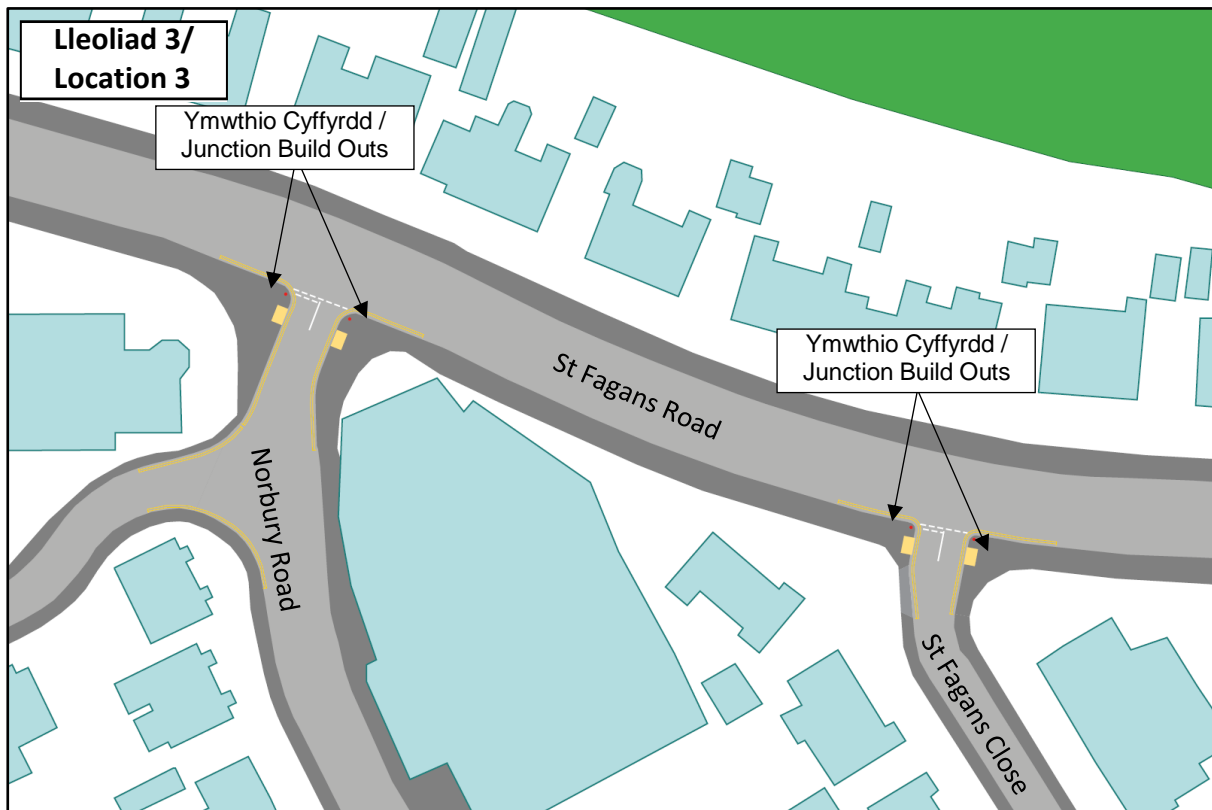 Lleoliad 3/
Location 3
Ymwthio Cyffyrdd /
Junction Build Outs
St Fagans Road
Ymwthio Cyffyrdd /
Junction Build Outs
Norbury Road
St Fagans Close